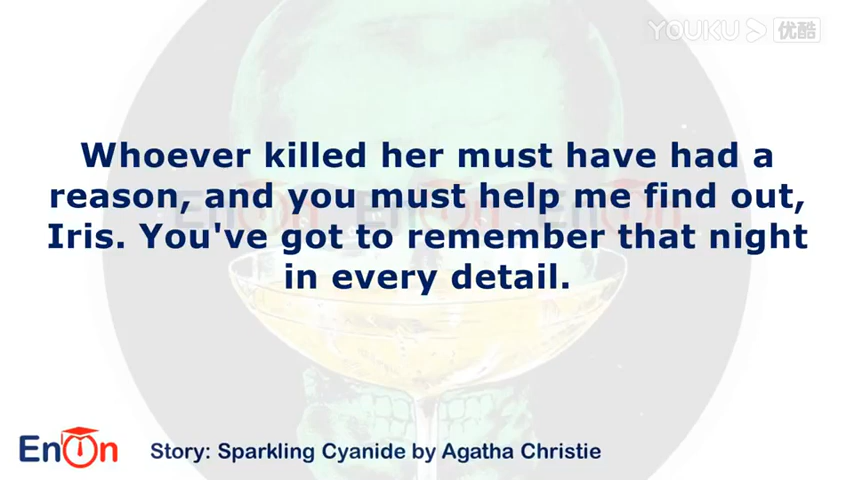 YOUKU 优酷
Whoever killed her must have had a
reason, and you must help me find out,
Iris. You've got to remember that night
in every detail.
EnOn
Story: Sparkling Cyanide by Agatha Christie